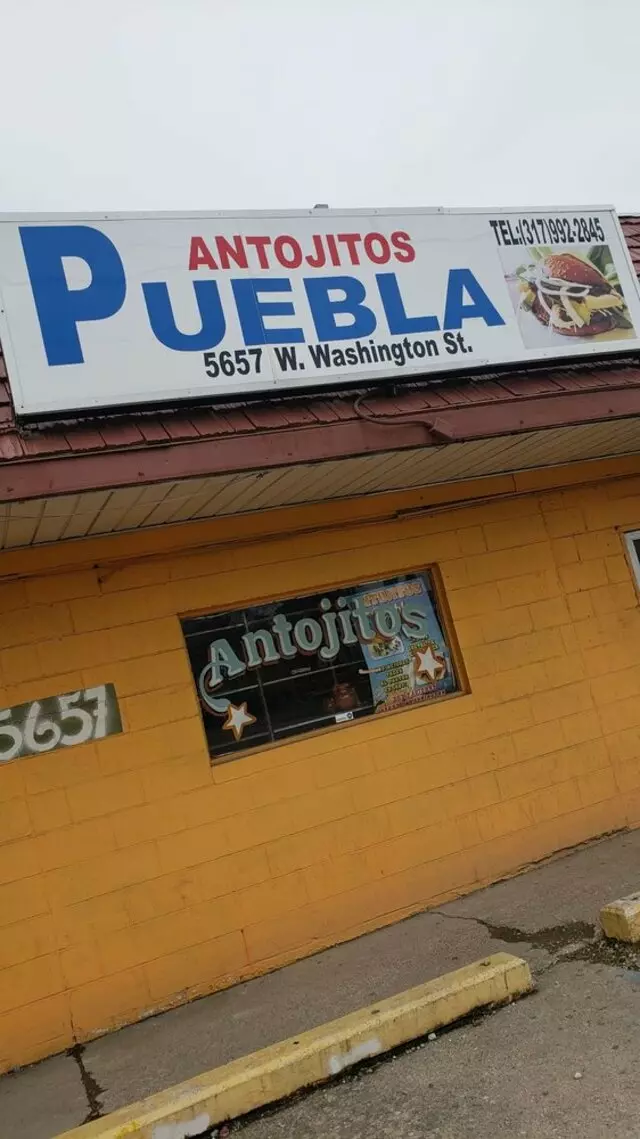 ANTOJITOS
PUEBLA
TEL:(317)992-2845
5657 W. Washington St.
Antojitos
5657